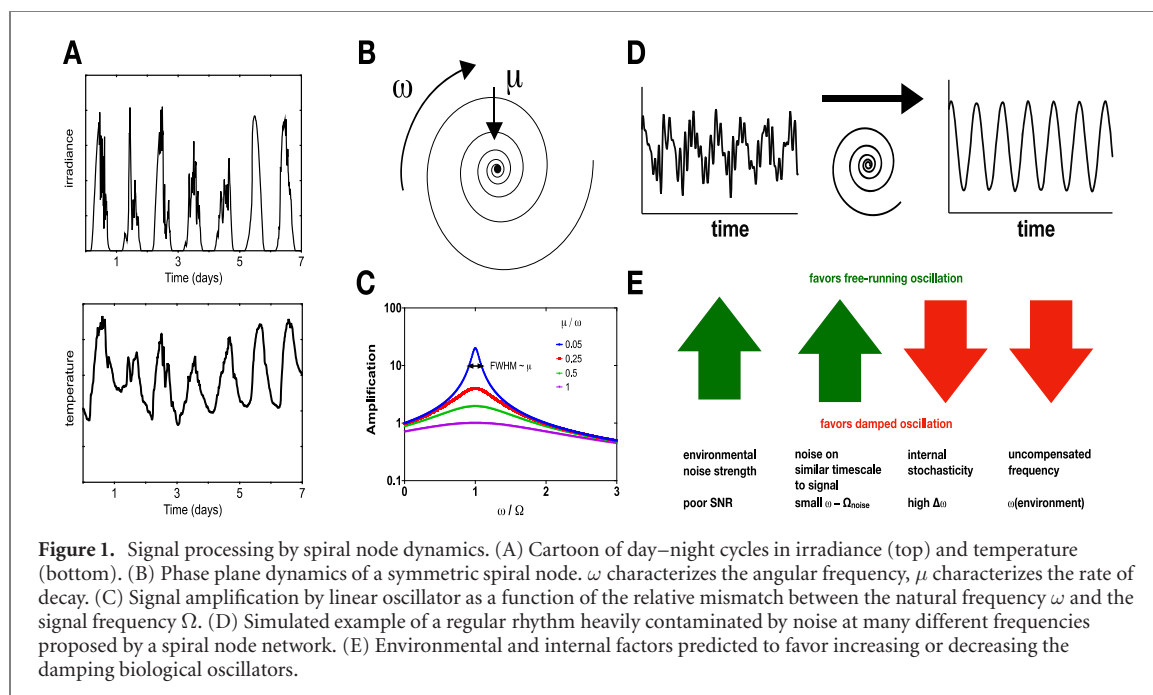 A
irradiance
1
3
5
7
Time (days)
temperature
1
3
5
7
Time (days)
B
ω
μ
C
100
10
1
0.1
Amplification
μ / ω
0.05
0.25
0.5
1
FWHM ~ μ
0
1
2
3
ω / Ω
D
time
time
E
favors free-running oscillation
favors damped oscillation
environmental
noise strength
poor SNR
noise on
similar timescale
to signal
small ω – Ωnoise
internal
stochasticity
high Δω
uncompensated
frequency
ω(environment)
Figure 1. Signal processing by spiral node dynamics. (A) Cartoon of day–night cycles in irradiance (top) and temperature
(bottom). (B) Phase plane dynamics of a symmetric spiral node. ω characterizes the angular frequency, μ characterizes the rate of
decay. (C) Signal amplification by linear oscillator as a function of the relative mismatch between the natural frequency ω and the
signal frequency Ω. (D) Simulated example of a regular rhythm heavily contaminated by noise at many different frequencies
proposed by a spiral node network. (E) Environmental and internal factors predicted to favor increasing or decreasing the
damping biological oscillators.